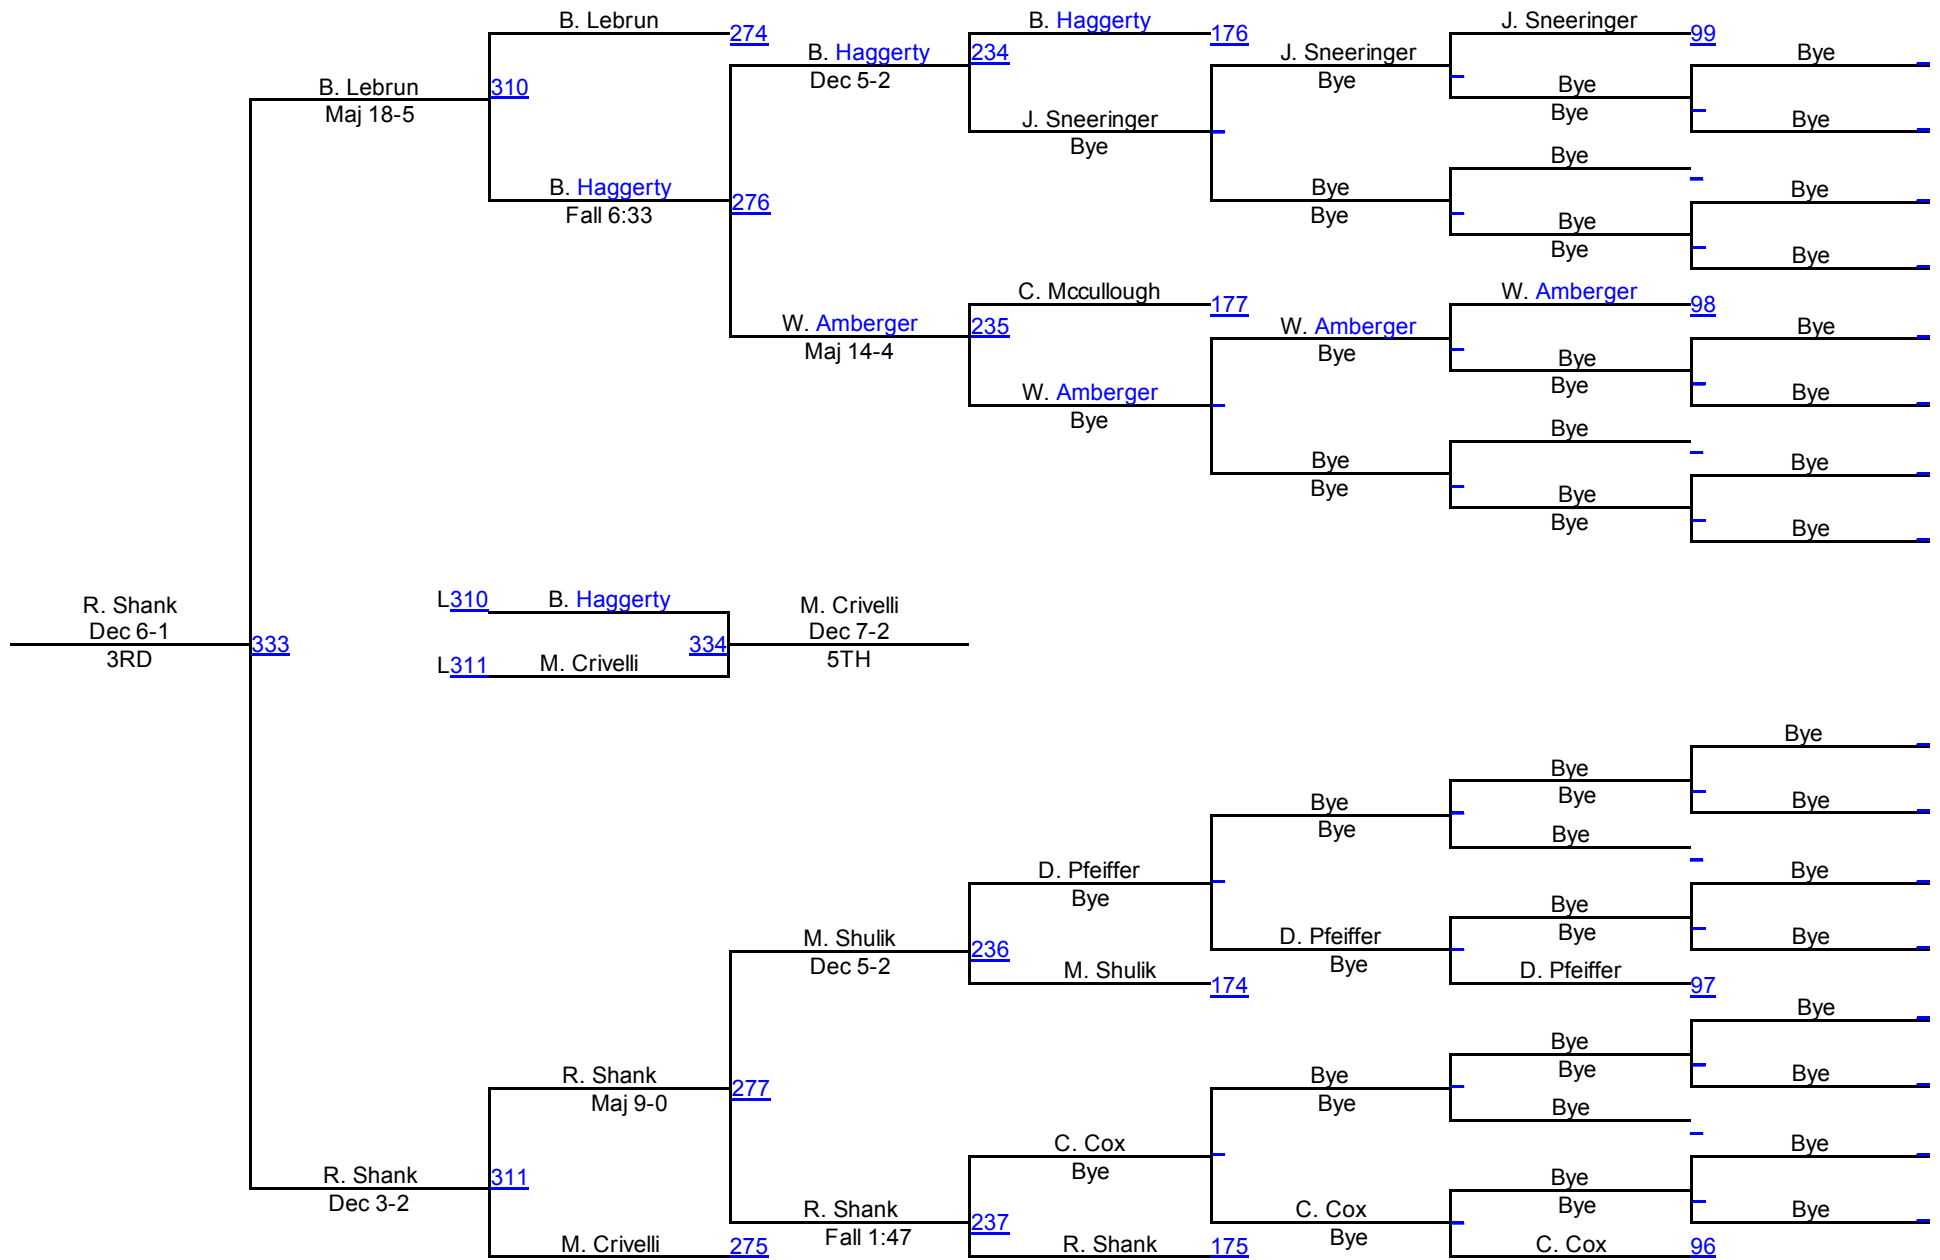 B. Lebrun
274
B. Haggerty
176
J. Sneeringer
99
B. Haggerty
234
J. Sneeringer
Bye
Dec 5-2
Bye
Bye
B. Lebrun
310
Bye
Maj 18-5
J. Sneeringer
Bye
Bye
Bye
B. Haggerty
276
Bye
Bye
Fall 6:33
Bye
Bye
Bye
Bye
C. Mccullough
177
W. Amberger
98
W. Amberger
235
W. Amberger
Bye
Maj 14-4
Bye
Bye
Bye
W. Amberger
Bye
Bye
Bye
Bye
Bye
Bye
Bye
Bye
Bye
R. Shank
Dec 6-1
333
3RD
L310
B. Haggerty
334
L311
M. Crivelli
M. Crivelli
Dec 7-2
5TH
Bye
Bye
Bye
Bye
Bye
Bye
Bye
D. Pfeiffer
Bye
Bye
Bye
M. Shulik
236
D. Pfeiffer
Bye
Bye
Dec 5-2
Bye
M. Shulik
174
D. Pfeiffer
97
Bye
Bye
R. Shank
277
Bye
Bye
Bye
Maj 9-0
Bye
Bye
C. Cox
Bye
Bye
R. Shank
311
Bye
Dec 3-2
Bye
R. Shank
237
C. Cox
Bye
Fall 1:47
Bye
M. Crivelli
275
R. Shank
175
C. Cox
96